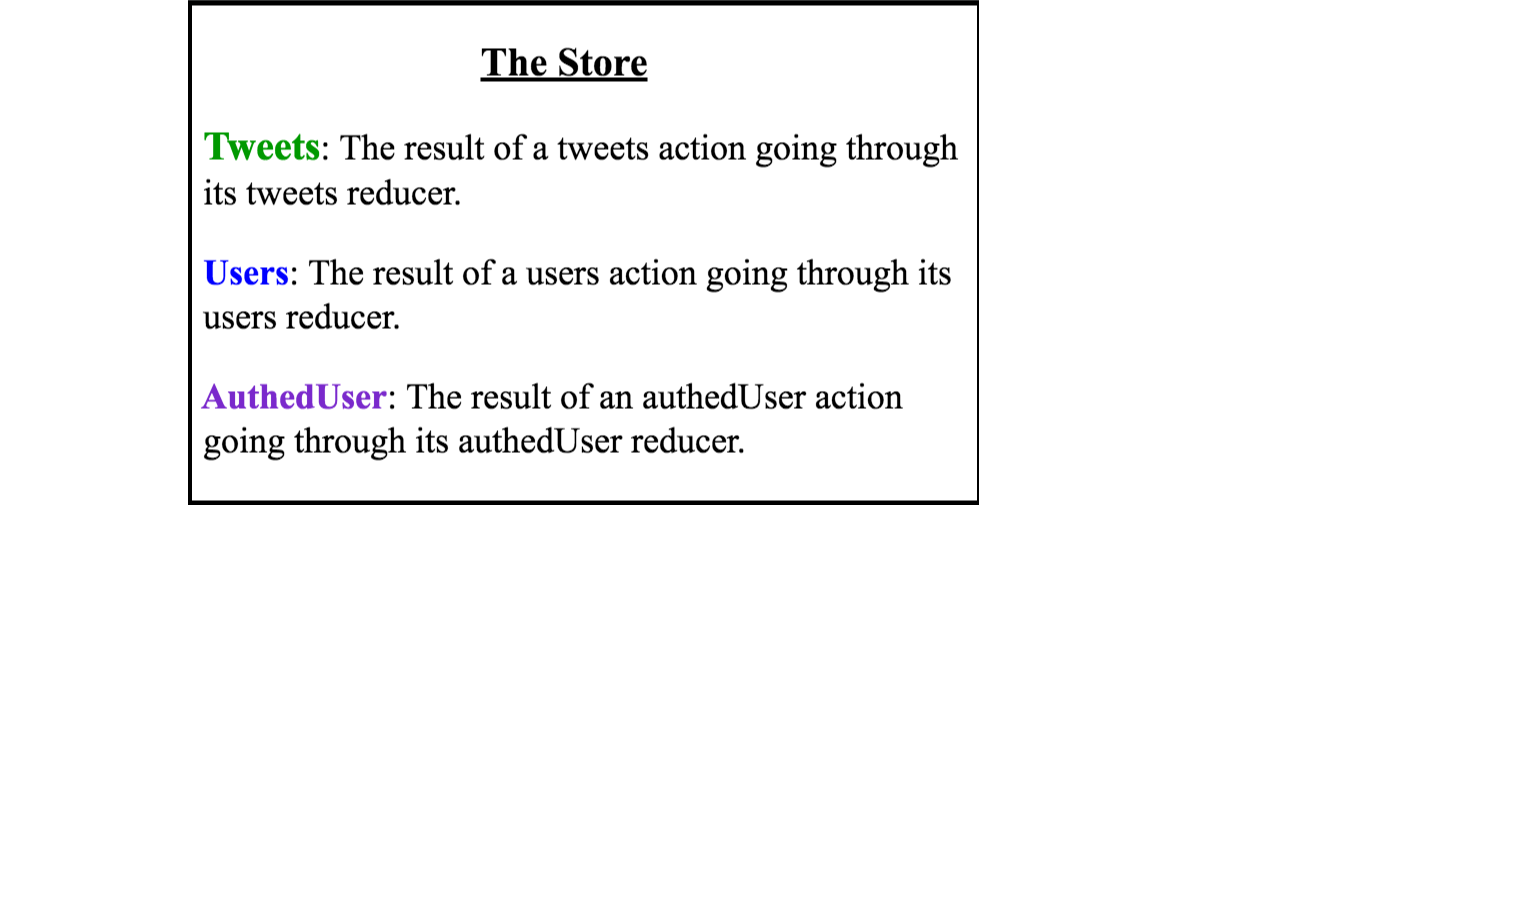 The Store
Tweets: The result of a tweets action going through
its tweets reducer.
Users: The result of a users action going through its
users reducer.
AuthedUser: The result of an authedUser action
going through its authedUser reducer.